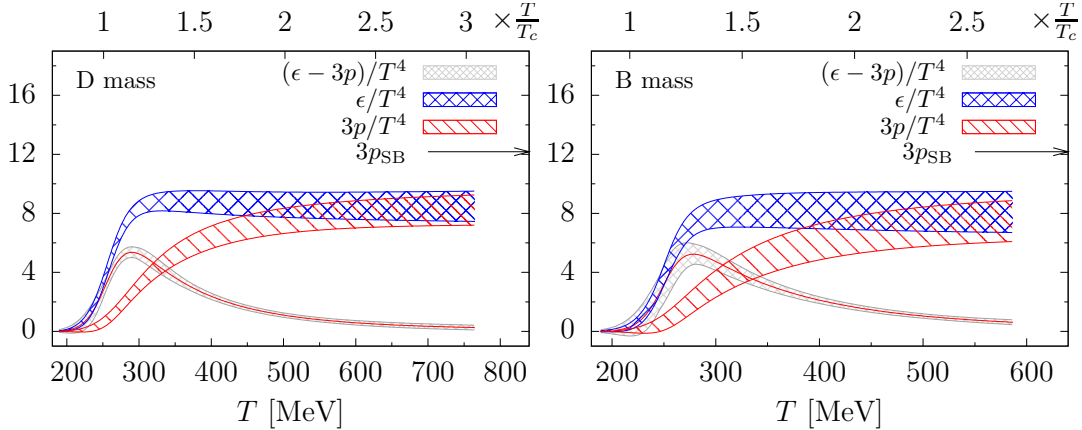 1 1.5 2 2.5 3 ×T/T_c
D mass
(ϵ − 3p)/T⁴
ϵ/T⁴
3p/T⁴
3p_SB
16
12
8
4
0
200 300 400 500 600 700 800
T [MeV]
1 1.5 2 2.5 ×T/T_c
B mass
(ϵ − 3p)/T⁴
ϵ/T⁴
3p/T⁴
3p_SB
16
12
8
4
0
200 300 400 500 600
T [MeV]